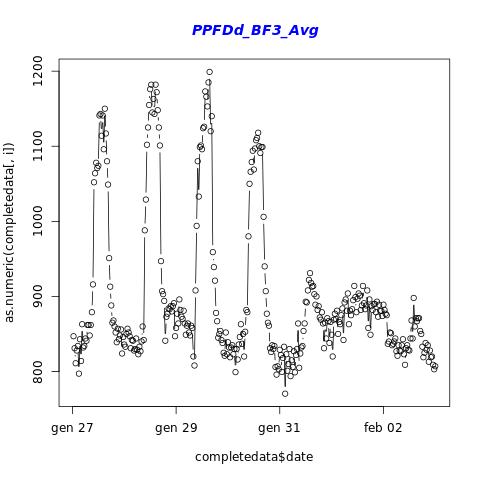 PPFDd_BF3_Avg
as.numeric(completedata[, i])
1200
1100
1000
900
800
gen 27
gen 29
gen 31
feb 02
completedata$date